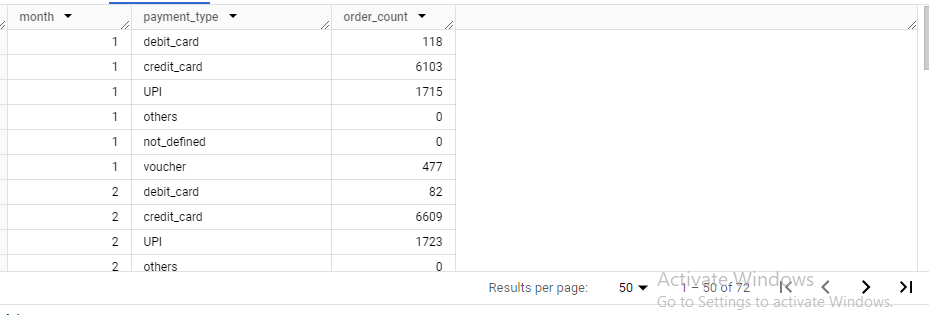 month payment_type order_count
1 debit_card 118
1 credit_card 6103
1 UPI 1715
1 others 0
1 not_defined 0
1 voucher 477
2 debit_card 82
2 credit_card 6609
2 UPI 1723
2 others 0
Results per page: 50 1 – 50 of 72
Activate Windows
Go to Settings to activate Windows.